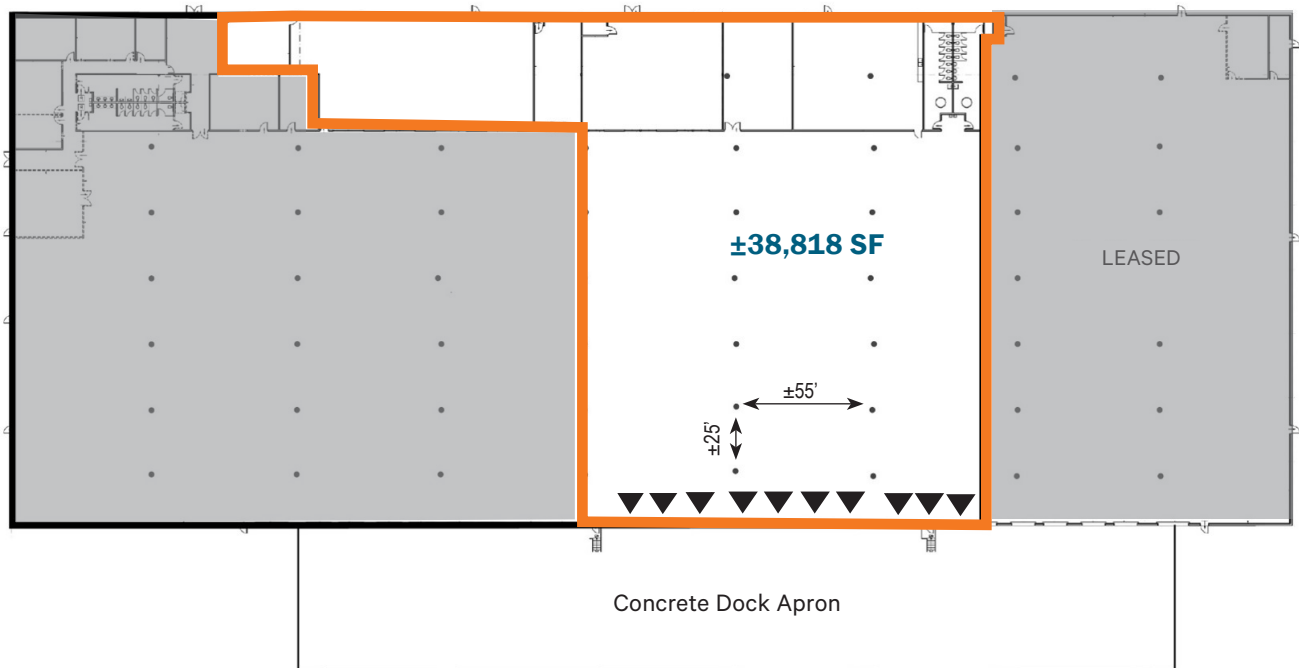 ±38,818 SF
LEASED
±55'
±25'
Concrete Dock Apron